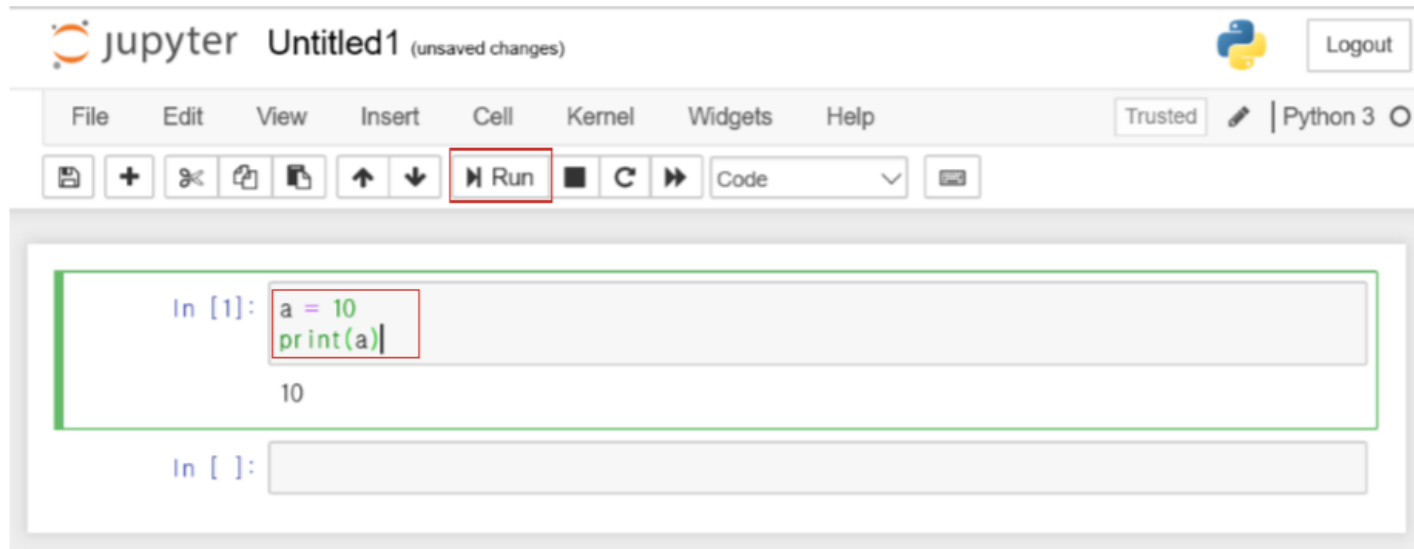 jupyter Untitled1 (unsaved changes) Logout
File Edit View Insert Cell Kernel Widgets Help Trusted Python 3
Run Code
In [1]: a = 10
print(a)
10
In [ ]: